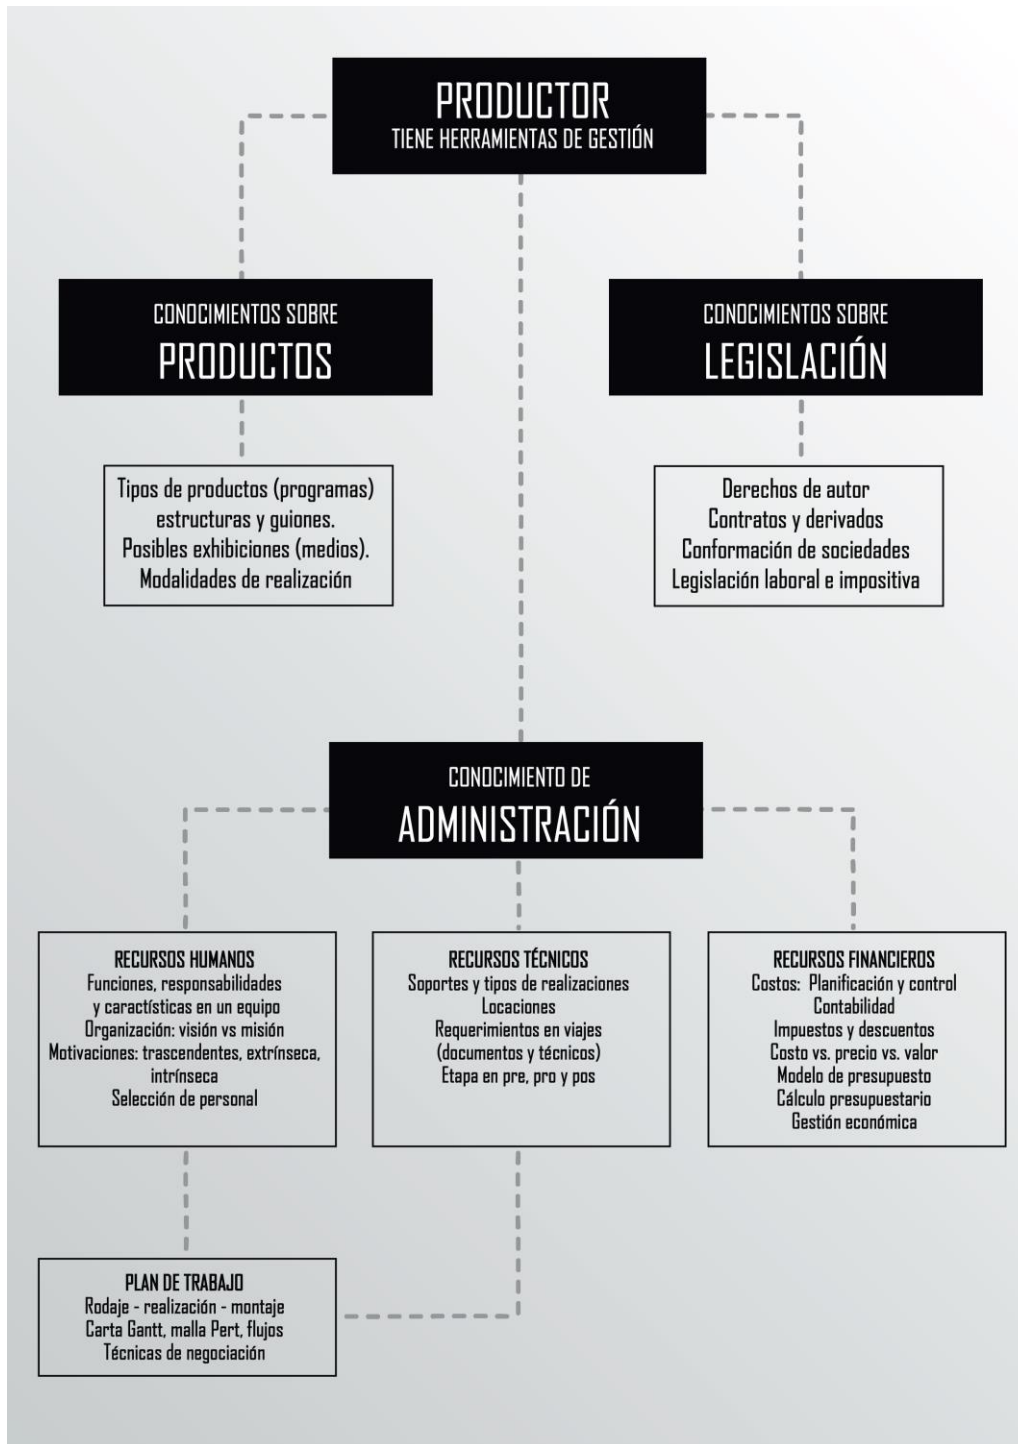 PRODUCTOR
TIENE HERRAMIENTAS DE GESTIÓN
CONOCIMIENTOS SOBRE
PRODUCTOS
CONOCIMIENTOS SOBRE
LEGISLACIÓN
Tipos de productos (programas)
estructuras y guiones.
Posibles exhibiciones (medios).
Modalidades de realización
Derechos de autor
Contratos y derivados
Conformación de sociedades
Legislación laboral e impositiva
CONOCIMIENTO DE
ADMINISTRACIÓN
RECURSOS HUMANOS
Funciones, responsabilidades
y caractísticas en un equipo
Organización: visión vs misión
Motivaciones: trascendentes, extrínseca,
intrínseca
Selección de personal
RECURSOS TÉCNICOS
Soportes y tipos de realizaciones
Locaciones
Requerimientos en viajes
(documentos y técnicos)
Etapa en pre, pro y pos
RECURSOS FINANCIEROS
Costos: Planificación y control
Contabilidad
Impuestos y descuentos
Costo vs. precio vs. valor
Modelo de presupuesto
Cálculo presupuestario
Gestión económica
PLAN DE TRABAJO
Rodaje - realización - montaje
Carta Gantt, malla Pert, flujos
Técnicas de negociación